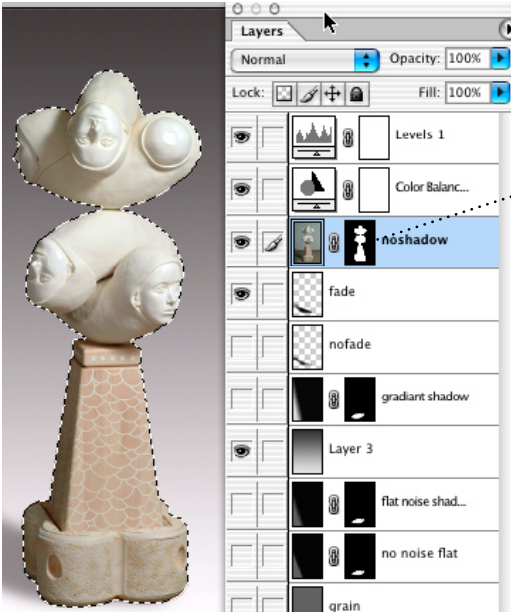 Layers
Normal
Opacity: 100%
Lock:
Fill: 100%
Levels 1
Color Balanc...
noshadow
fade
nofade
gradiant shadow
Layer 3
flat noise shad...
no noise flat
grain